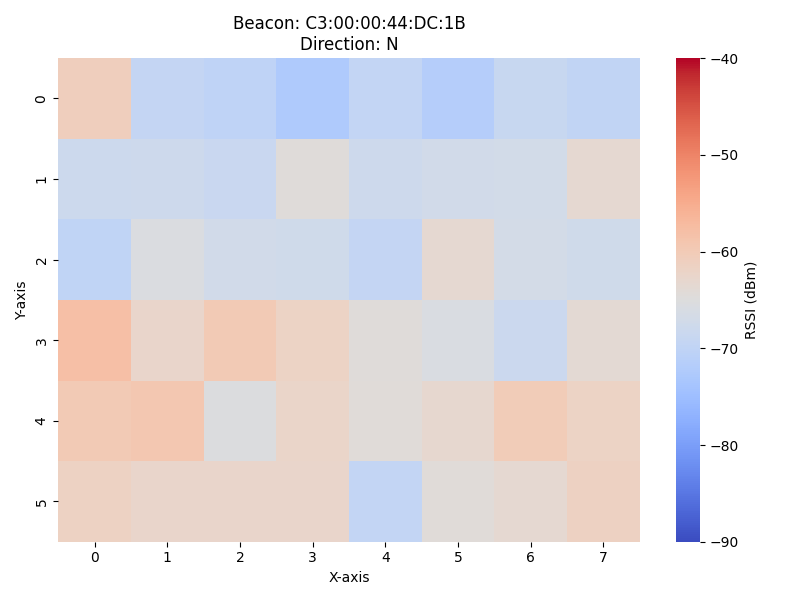 Beacon: C3:00:00:44:DC:1B
Direction: N
0
1
2
3
4
5
Y-axis
0 1 2 3 4 5 6 7
X-axis
−40
−50
−60
−70
−80
−90
RSSI (dBm)